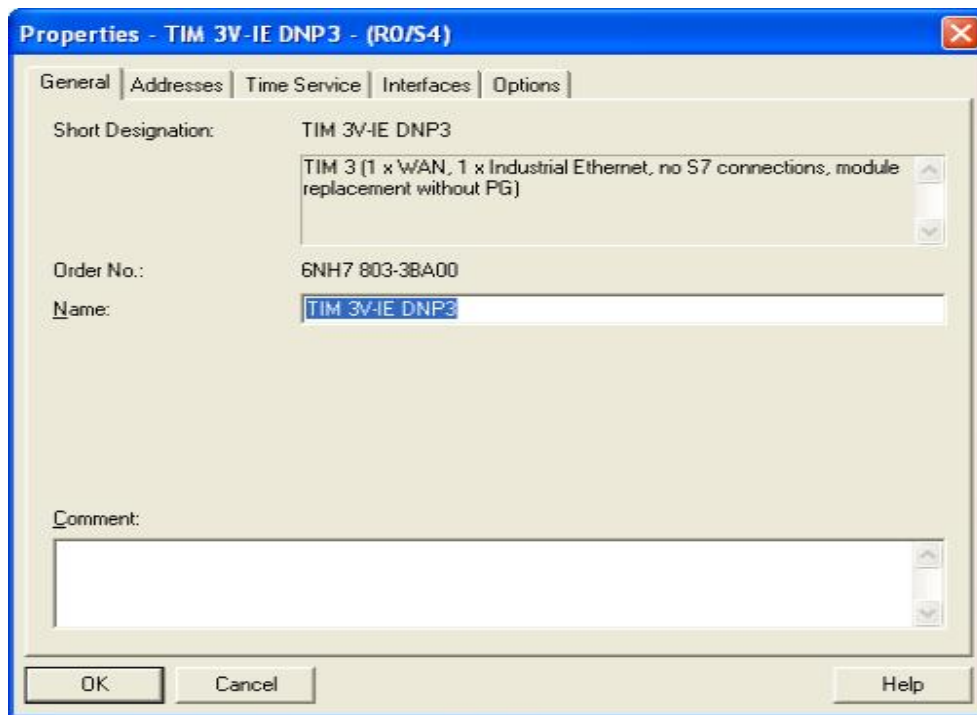 Properties - TIM 3V-IE DNP3 - (R0/S4)
General Addresses Time Service Interfaces Options
Short Designation: TIM 3V-IE DNP3
TIM 3 (1 x WAN, 1 x Industrial Ethernet, no S7 connections, module
replacement without PG)
Order No.: 6NH7 803-3BA00
Name: TIM 3V-IE DNP3
Comment:
OK Cancel Help